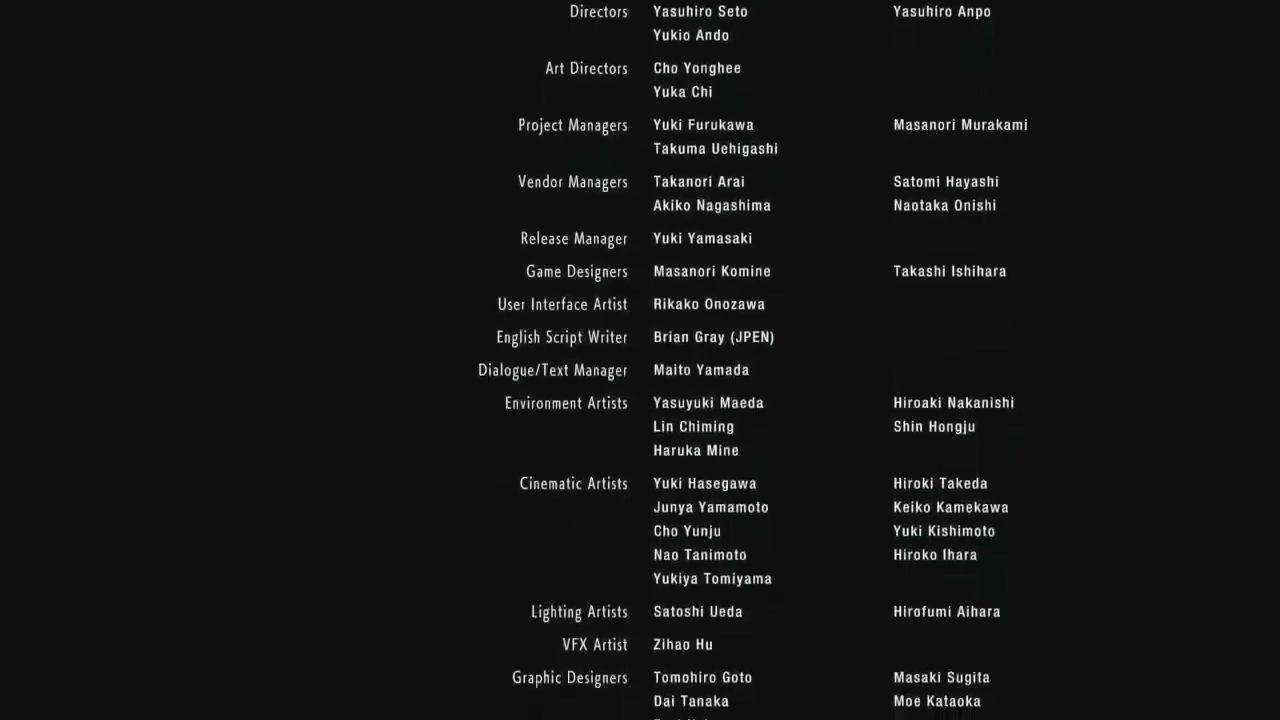 Directors Yasuhiro Seto Yasuhiro Anpo
Yukio Ando
Art Directors Cho Yonghee
Yuka Chi
Project Managers Yuki Furukawa Masanori Murakami
Takuma Uehigashi
Vendor Managers Takanori Arai Satomi Hayashi
Akiko Nagashima Naotaka Onishi
Release Manager Yuki Yamasaki
Game Designers Masanori Komine Takashi Ishihara
User Interface Artist Rikako Onozawa
English Script Writer Brian Gray (JPEN)
Dialogue/Text Manager Maito Yamada
Environment Artists Yasuyuki Maeda Hiroaki Nakanishi
Lin Chiming Shin Hongju
Haruka Mine
Cinematic Artists Yuki Hasegawa Hiroki Takeda
Junya Yamamoto Keiko Kamekawa
Cho Yunju Yuki Kishimoto
Nao Tanimoto Hiroko Ihara
Yukiya Tomiyama
Lighting Artists Satoshi Ueda Hirofumi Aihara
VFX Artist Zihao Hu
Graphic Designers Tomohiro Goto Masaki Sugita
Dai Tanaka Moe Kataoka